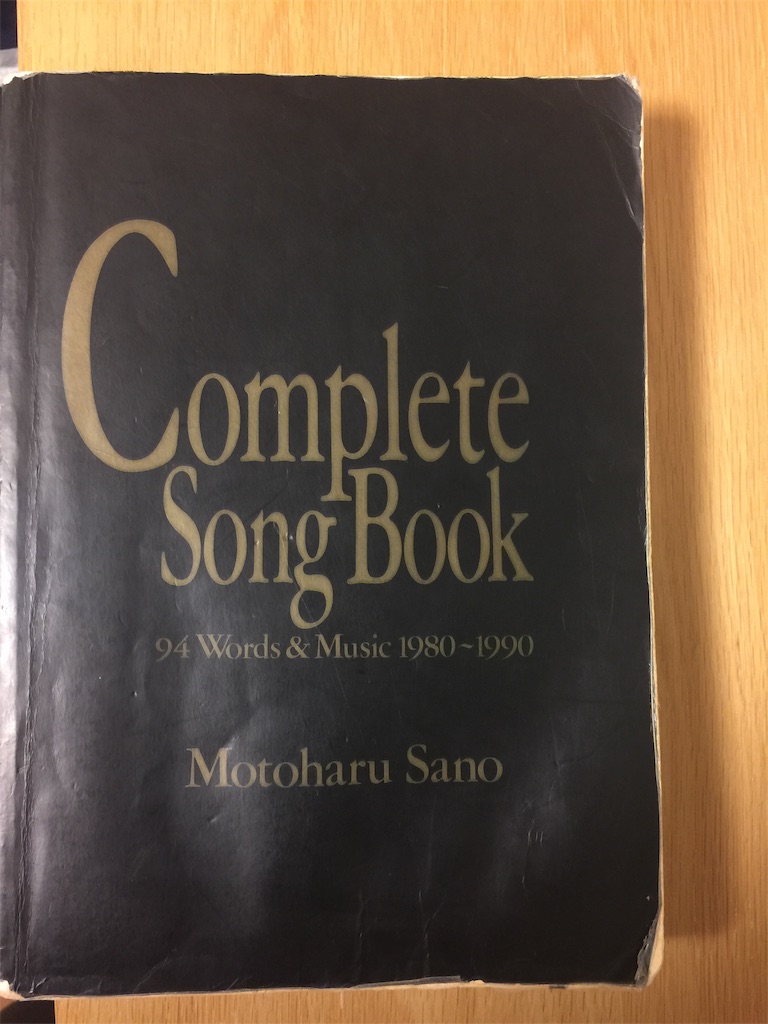 Complete
Song Book
94 Words & Music 1980~1990
Motoharu Sano